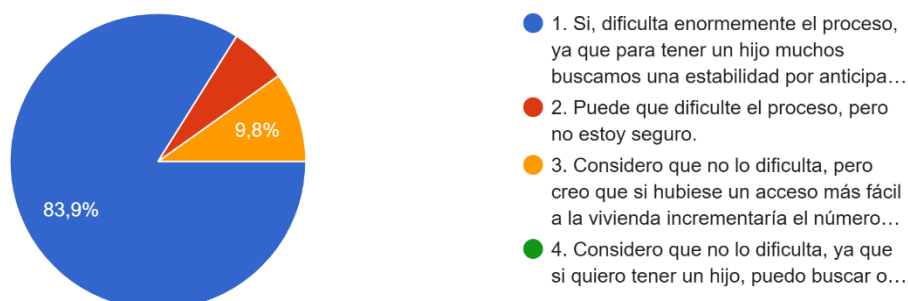 1. Si, dificulta enormemente el proceso,
ya que para tener un hijo muchos
buscamos una estabilidad por anticipa…
2. Puede que dificulte el proceso, pero
no estoy seguro.
3. Considero que no lo dificulta, pero
creo que si hubiese un acceso más fácil
a la vivienda incrementaría el número…
4. Considero que no lo dificulta, ya que
si quiero tener un hijo, puedo buscar o…
9,8%
83,9%